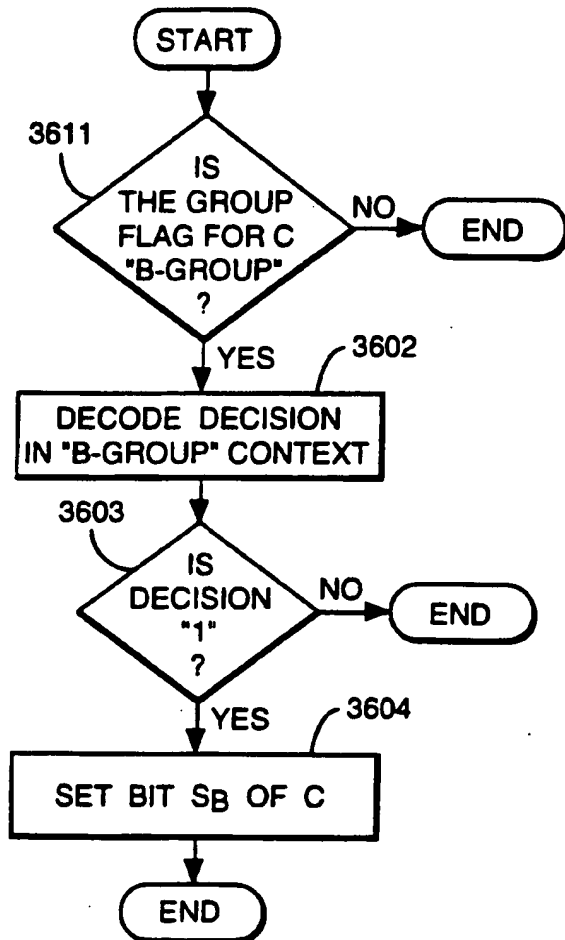 START
3611
IS
THE GROUP
FLAG FOR C
"B-GROUP"
?
NO
END
YES
3602
DECODE DECISION
IN "B-GROUP" CONTEXT
3603
IS
DECISION
"1"
?
NO
END
YES
3604
SET BIT SB OF C
END